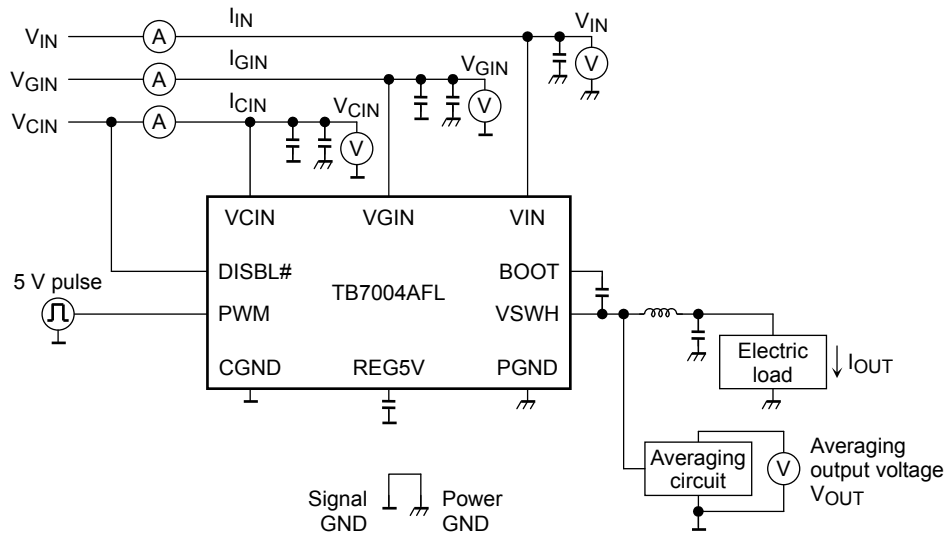 IIN
VIN
VIN A
IGIN
V
VGIN A
VGIN
ICIN
V
VCIN A
VCIN
V
VCIN VGIN VIN
DISBL# BOOT
5 V pulse
TB7004AFL
PWM VSWH
CGND REG5V PGND
Electric
load
IOUT
Averaging
circuit
V
Averaging
output voltage
VOUT
Signal
GND
Power
GND